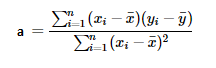 a = \frac{\sum_{i=1}^{n}(x_i - \bar{x})(y_i - \bar{y})}{\sum_{i=1}^{n}(x_i - \bar{x})^2}